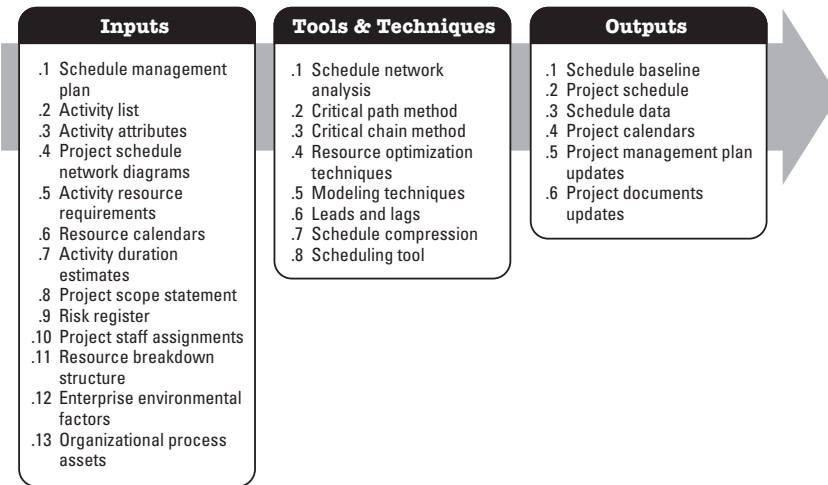 Inputs
.1 Schedule management
plan
.2 Activity list
.3 Activity attributes
.4 Project schedule
network diagrams
.5 Activity resource
requirements
.6 Resource calendars
.7 Activity duration
estimates
.8 Project scope statement
.9 Risk register
.10 Project staff assignments
.11 Resource breakdown
structure
.12 Enterprise environmental
factors
.13 Organizational process
assets
Tools & Techniques
.1 Schedule network
analysis
.2 Critical path method
.3 Critical chain method
.4 Resource optimization
techniques
.5 Modeling techniques
.6 Leads and lags
.7 Schedule compression
.8 Scheduling tool
Outputs
.1 Schedule baseline
.2 Project schedule
.3 Schedule data
.4 Project calendars
.5 Project management plan
updates
.6 Project documents
updates